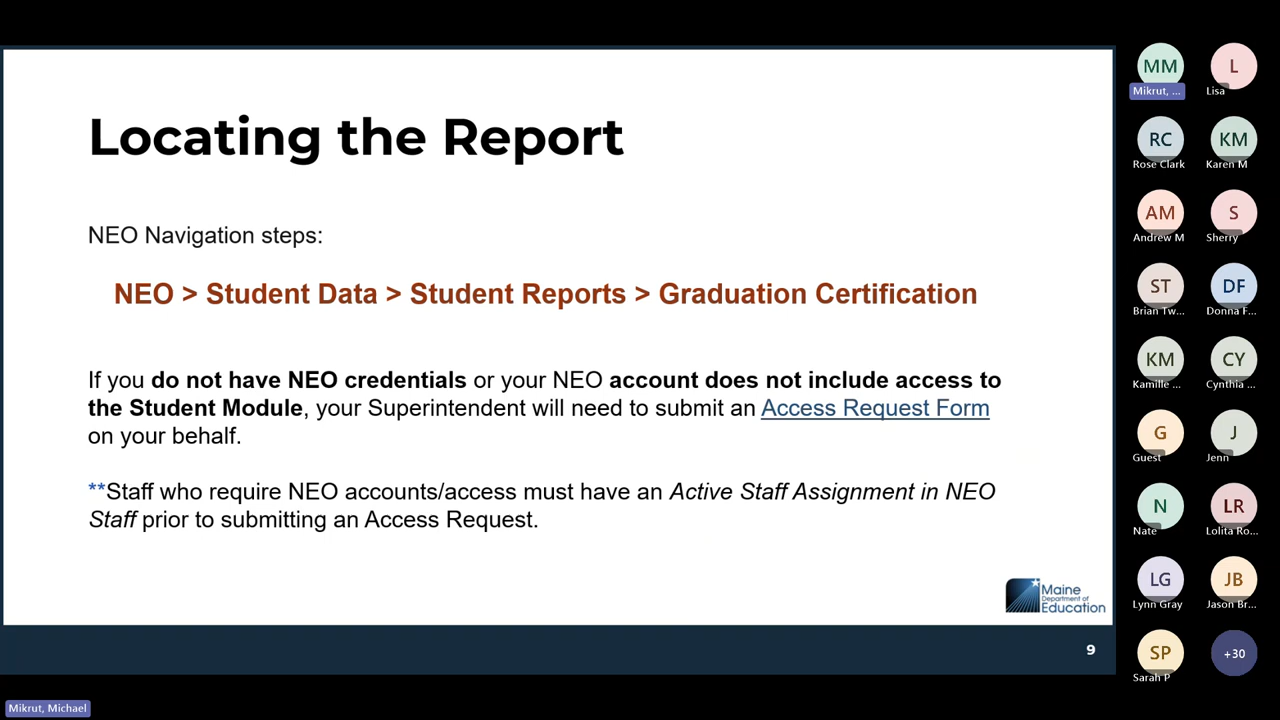 Locating the Report
NEO Navigation steps:
NEO > Student Data > Student Reports > Graduation Certification
If you do not have NEO credentials or your NEO account does not include access to
the Student Module, your Superintendent will need to submit an Access Request Form
on your behalf.
**Staff who require NEO accounts/access must have an Active Staff Assignment in NEO
Staff prior to submitting an Access Request.
Maine
Department of
Education
9
MM
Mikrut, ...
L
Lisa
RC
Rose Clark
KM
Karen M
AM
Andrew M
S
Sherry
ST
Brian Tw...
DF
Donna F...
KM
Kamille ...
CY
Cynthia ...
G
Guest
J
Jenn
N
Nate
LR
Lolita Ro...
LG
Lynn Gray
JB
Jason Br...
SP
Sarah P
+30
Mikrut, Michael